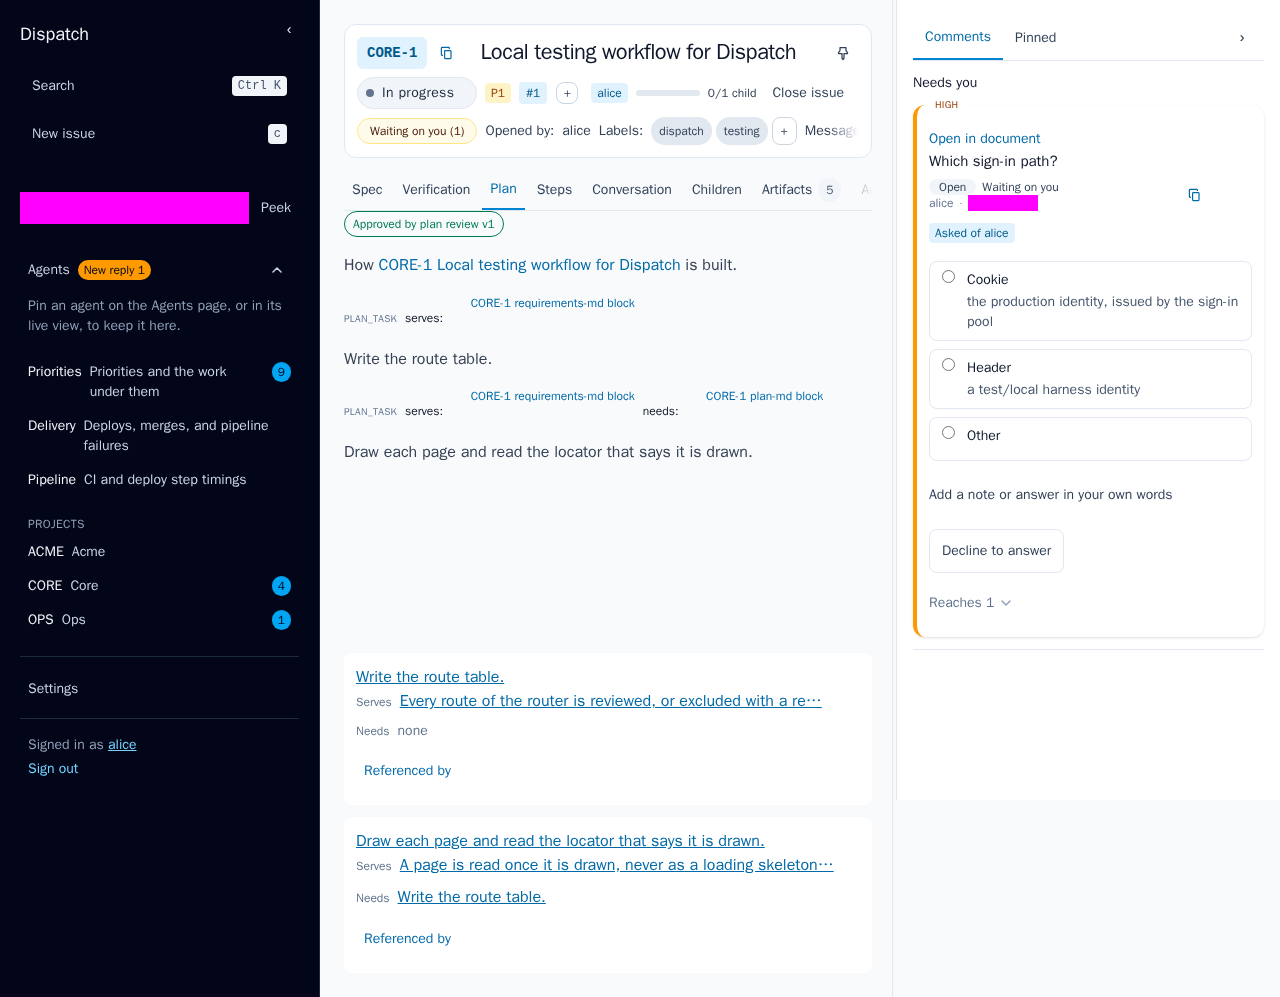 Dispatch
Search
Ctrl K
New issue
C
Peek
Agents
New reply 1
Pin an agent on the Agents page, or in its
live view, to keep it here.
Priorities
Priorities and the work
under them
9
Delivery
Deploys, merges, and pipeline
failures
Pipeline
CI and deploy step timings
PROJECTS
ACME Acme
CORE Core
4
OPS Ops
1
Settings
Signed in as alice
Sign out
CORE-1
Local testing workflow for Dispatch
In progress
P1
#1
+
alice
0/1 child
Close issue
Waiting on you (1)
Opened by: alice
Labels:
dispatch
testing
+
Message
Spec
Verification
Plan
Steps
Conversation
Children
Artifacts
5
Approved by plan review v1
How CORE-1 Local testing workflow for Dispatch is built.
CORE-1 requirements-md block
PLAN_TASK serves:
Write the route table.
CORE-1 requirements-md block
CORE-1 plan-md block
PLAN_TASK serves:
needs:
Draw each page and read the locator that says it is drawn.
Write the route table.
Serves Every route of the router is reviewed, or excluded with a re···
Needs none
Referenced by
Draw each page and read the locator that says it is drawn.
Serves A page is read once it is drawn, never as a loading skeleton···
Needs Write the route table.
Referenced by
Comments
Pinned
Needs you
HIGH
Open in document
Which sign-in path?
Open
Waiting on you
alice ·
Asked of alice
Cookie
the production identity, issued by the sign-in
pool
Header
a test/local harness identity
Other
Add a note or answer in your own words
Decline to answer
Reaches 1